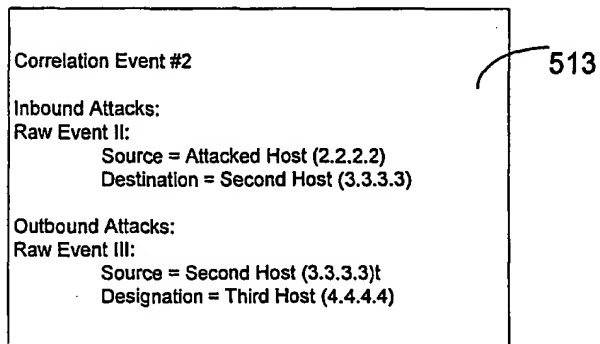 Correlation Event #2
513
Inbound Attacks:
Raw Event II:
Source = Attacked Host (2.2.2.2)
Destination = Second Host (3.3.3.3)
Outbound Attacks:
Raw Event III:
Source = Second Host (3.3.3.3)t
Designation = Third Host (4.4.4.4)